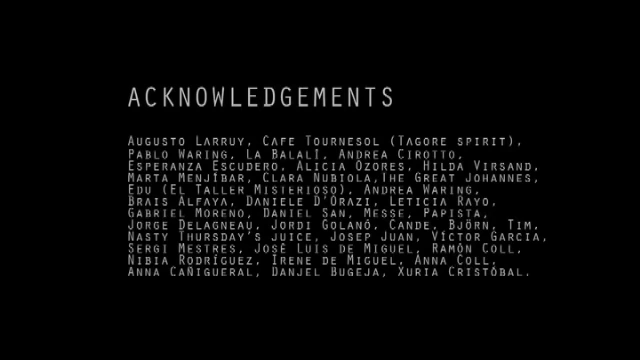 ACKNOWLEDGEMENTS
Augusto Larruy, Cafe Tournesol (Tagore spirit),
Pablo Waring, La Balalí, Andrea Cirotto,
Esperanza Escudero, Alicia Ozores, Hilda Virsand,
Marta Menjíbar, Clara Nubiola,The Great Johannes,
Edu (El Taller Misterioso), Andrea Waring,
Brais Alfaya, Daniele D'Orazi, Leticia Rayo,
Gabriel Moreno, Daniel San, Messe, Papista,
Jorge Delagneau, Jordi Golanó, Cande, Björn, Tim,
Nasty Thursday's juice, Josep Juan, Víctor Garcia,
Sergi Mestres, José Luis de Miguel, Ramón Coll,
Nibia Rodríguez, Irene de Miguel, Anna Coll,
Anna Cañigueral, Daniel Bugeja, Xuria Cristóbal.